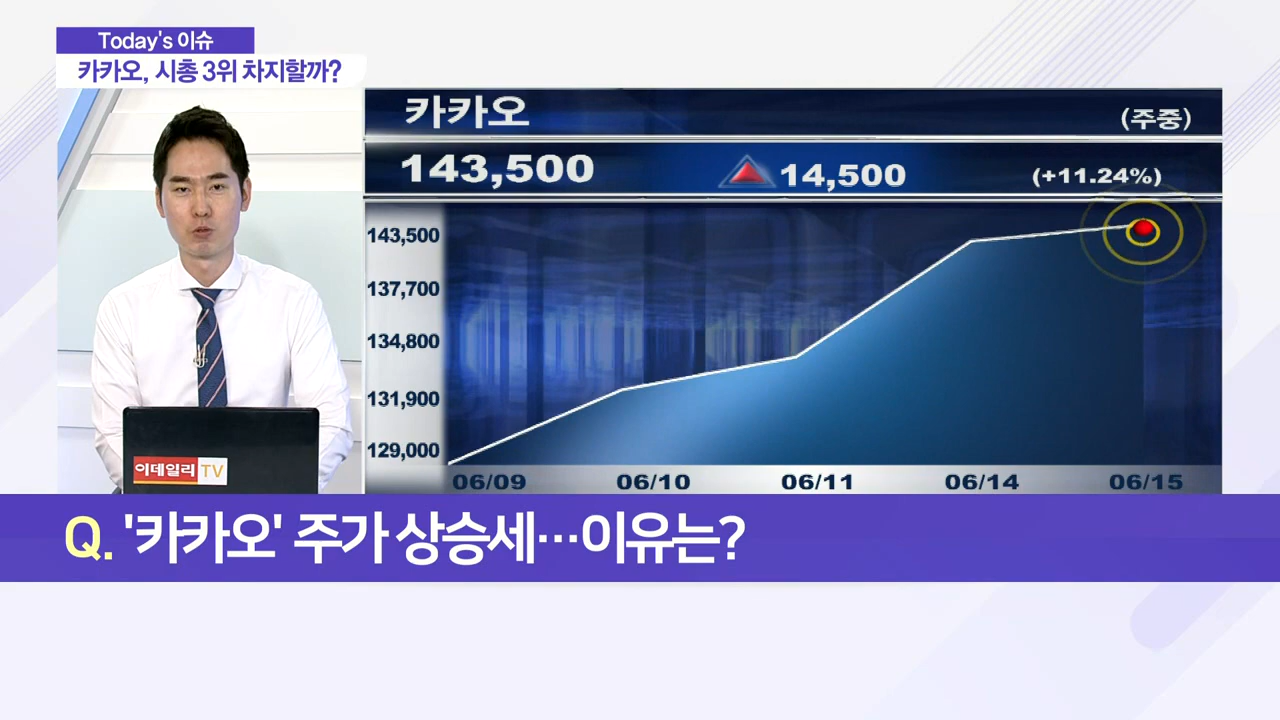 Today's 이슈
카카오, 시총 3위 차지할까?
카카오 (주중)
143,500 14,500 (+11.24%)
143,500
137,700
134,800
131,900
129,000
06/09 06/10 06/11 06/14 06/15
이데일리 TV
Q. '카카오' 주가 상승세…이유는?